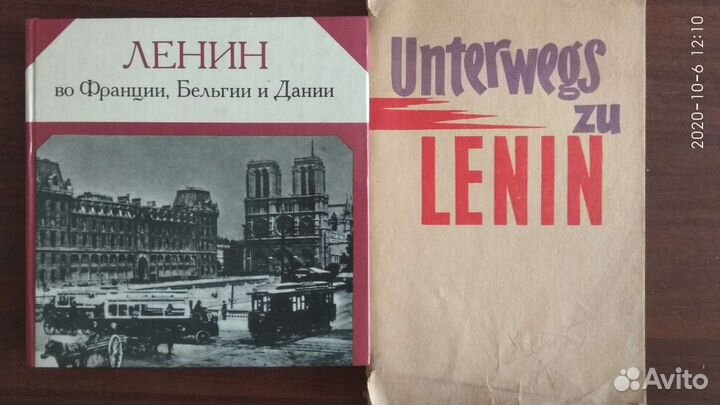 ЛЕНИН
во Франции, Бельгии и Дании
Unterwegs
zu
LENIN
2020-10-6 12:10
Avito